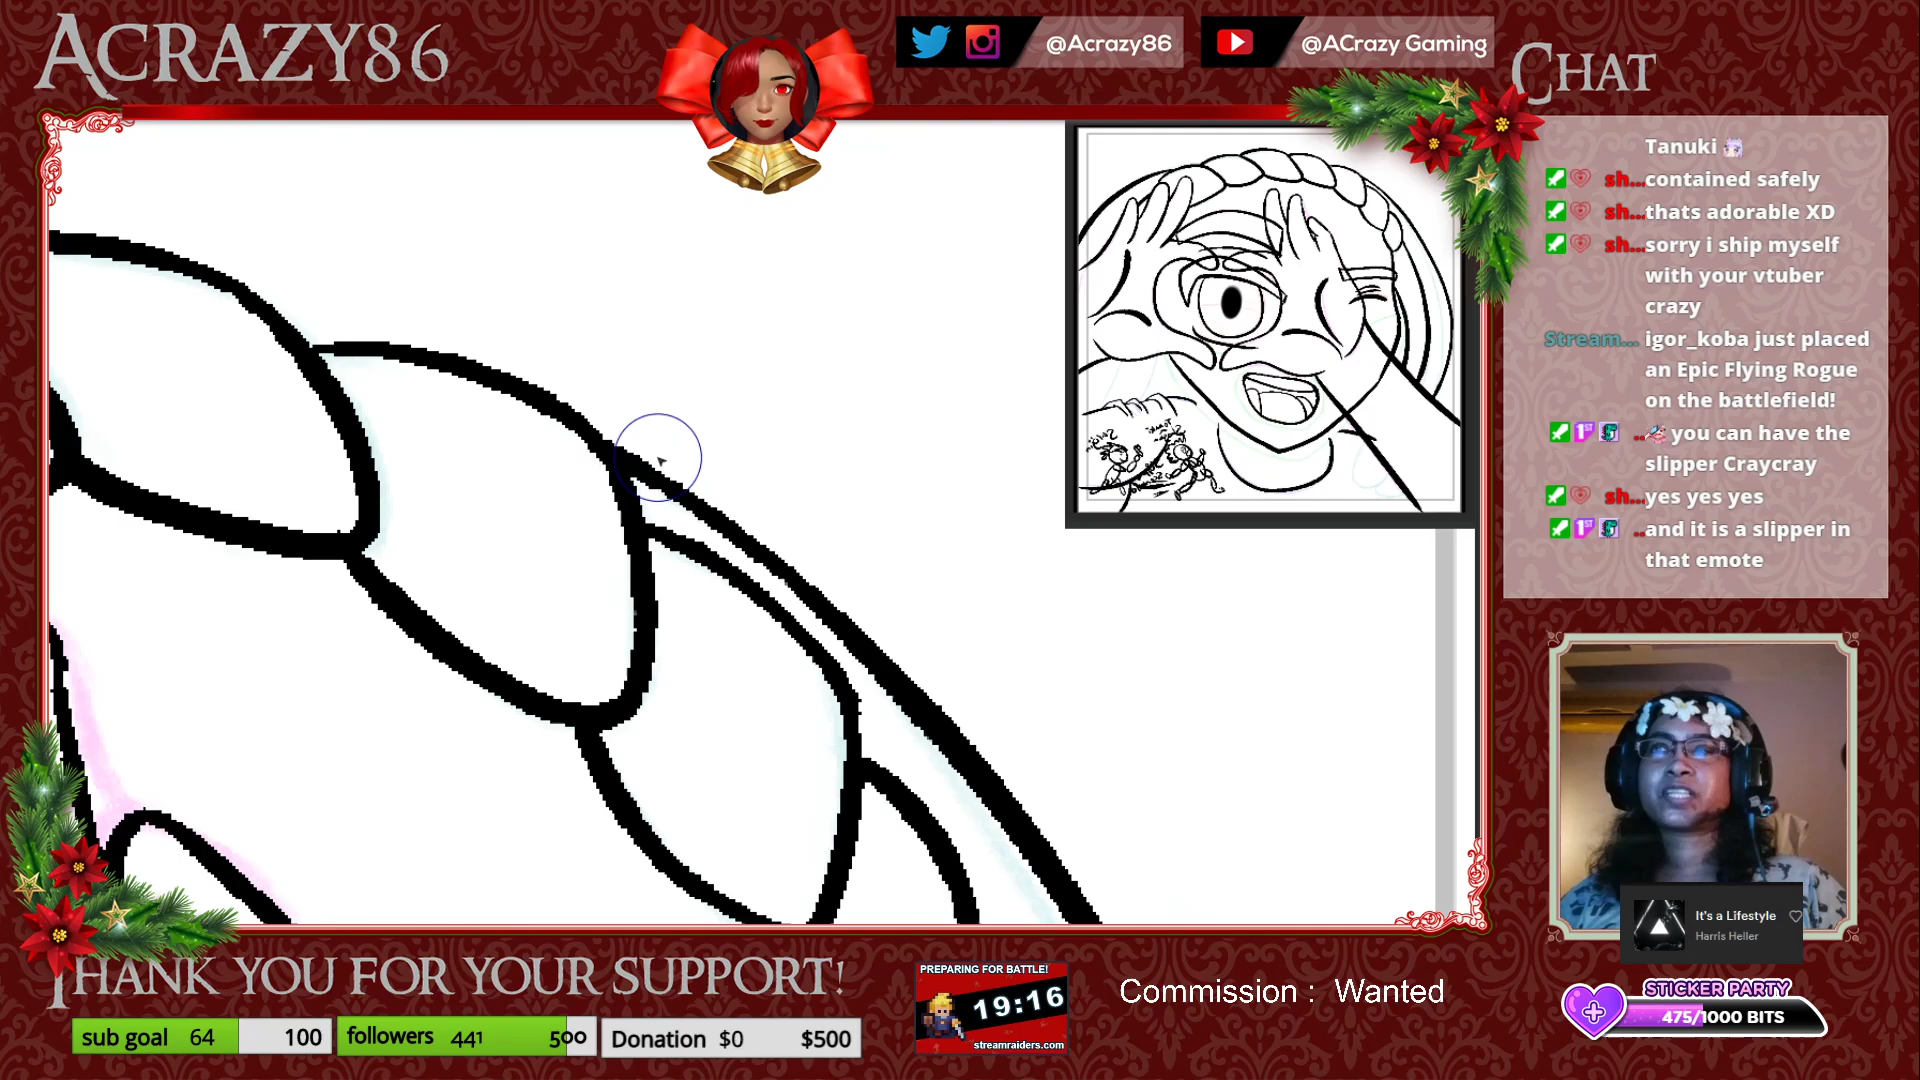 ACRAZY86
@Acrazy86
@ACrazy Gaming
CHAT
Tanuki
sh...contained safely
sh...thats adorable XD
sh...sorry i ship myself
with your vtuber
crazy
Stream... igor_koba just placed
an Epic Flying Rogue
on the battlefield!
..you can have the
slipper Craycray
sh...yes yes yes
..and it is a slipper in
that emote
It's a Lifestyle
Harris Heller
STICKER PARTY
475/1000 BITS
THANK YOU FOR YOUR SUPPORT!
sub goal 64 100
followers 441 500
Donation $0 $500
PREPARING FOR BATTLE!
19:16
streamraiders.com
Commission : Wanted